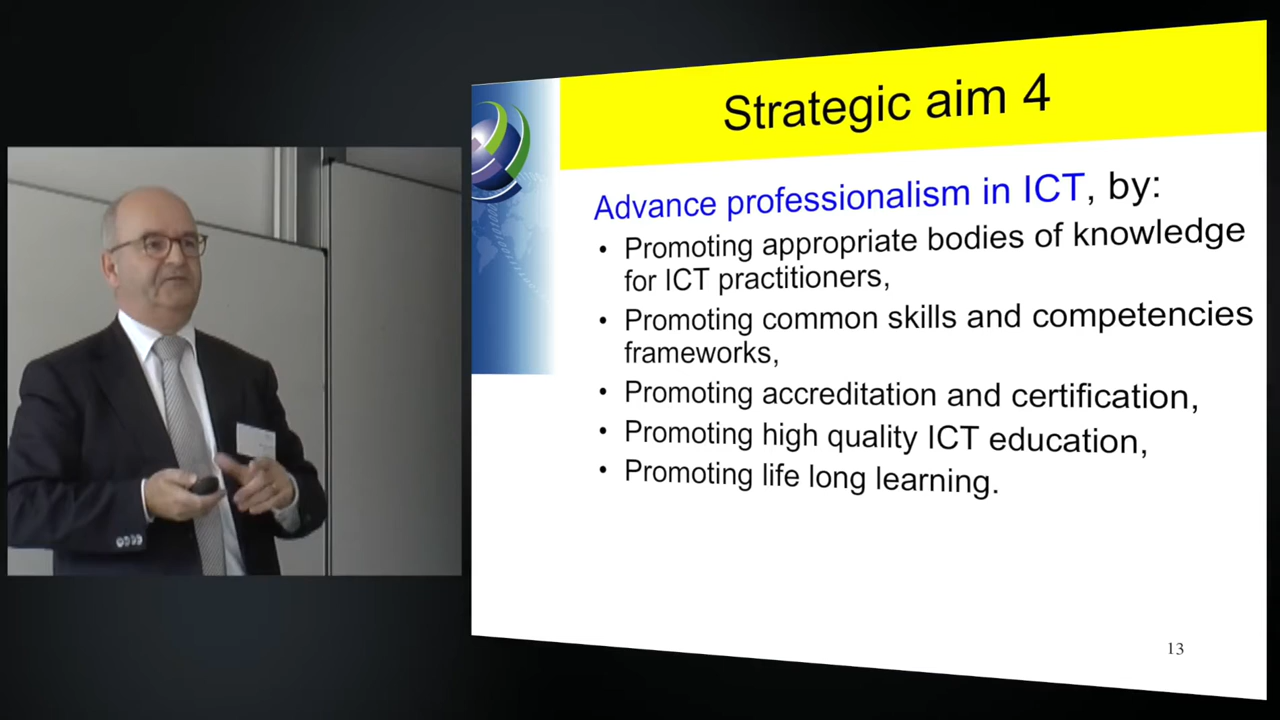 Strategic aim 4
Advance professionalism in ICT, by:
• Promoting appropriate bodies of knowledge
for ICT practitioners,
• Promoting common skills and competencies
frameworks,
• Promoting accreditation and certification,
• Promoting high quality ICT education,
• Promoting life long learning.
13